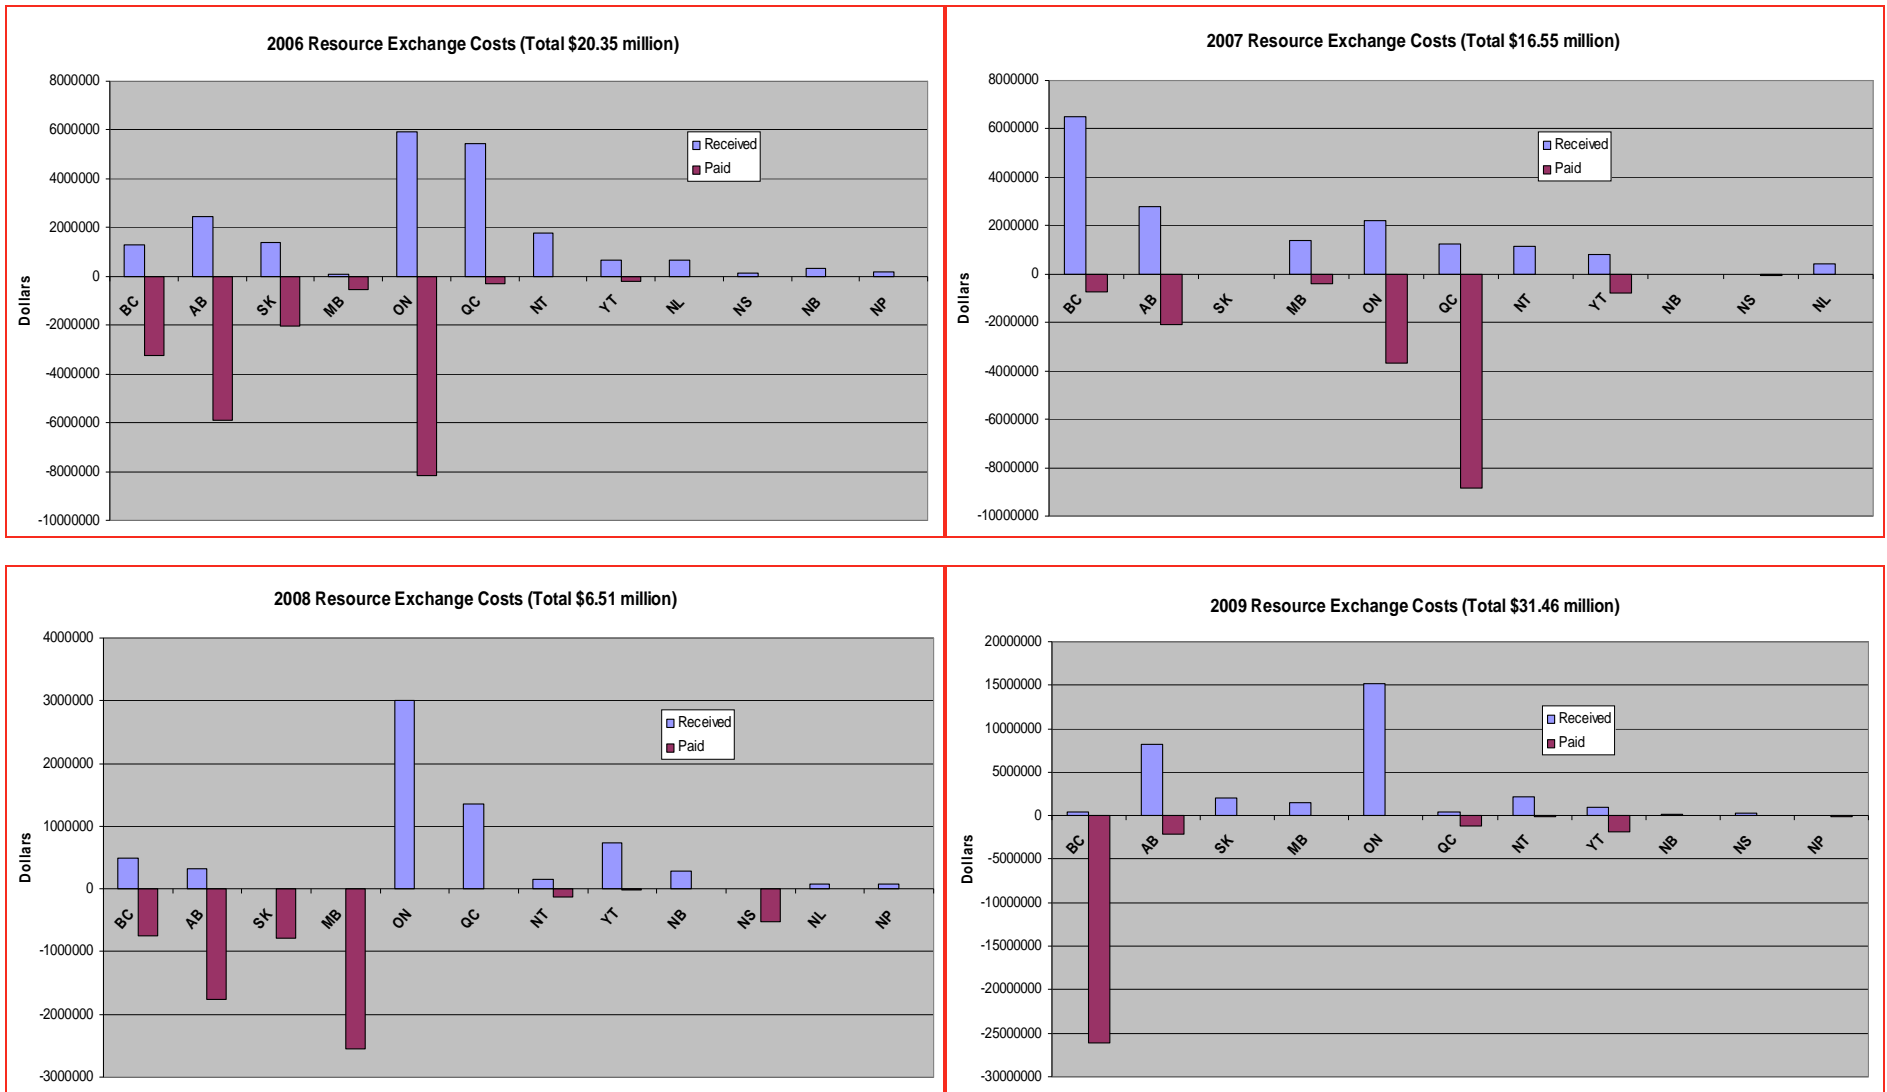 2006 Resource Exchange Costs (Total $20.35 million)
8000000
6000000
4000000
2000000
0
-2000000
-4000000
-6000000
-8000000
-10000000
Dollars
Received
Paid
BC
AB
SK
MB
ON
QC
NT
YT
NL
NS
NB
NP
2007 Resource Exchange Costs (Total $16.55 million)
8000000
6000000
4000000
2000000
0
-2000000
-4000000
-6000000
-8000000
-10000000
Dollars
Received
Paid
BC
AB
SK
MB
ON
QC
NT
YT
NB
NS
NL
2008 Resource Exchange Costs (Total $6.51 million)
4000000
3000000
2000000
1000000
0
-1000000
-2000000
-3000000
Dollars
Received
Paid
BC
AB
SK
MB
ON
QC
NT
YT
NB
NS
NL
NP
2009 Resource Exchange Costs (Total $31.46 million)
20000000
15000000
10000000
5000000
0
-5000000
-10000000
-15000000
-20000000
-25000000
-30000000
Dollars
Received
Paid
BC
AB
SK
MB
ON
QC
NT
YT
NB
NS
NP